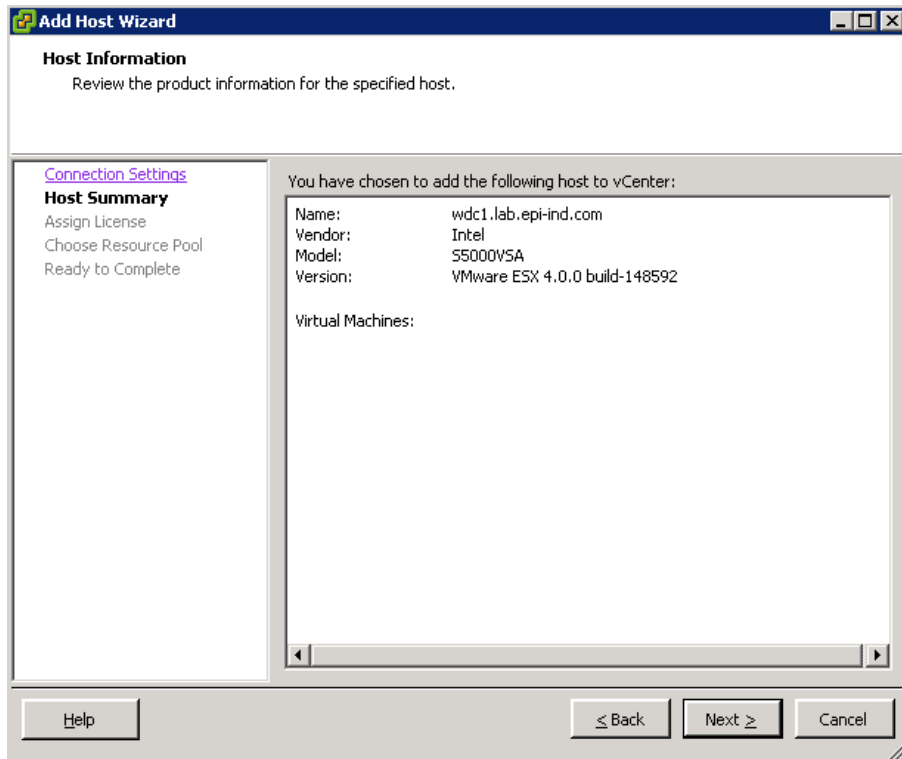 Add Host Wizard
Host Information
Review the product information for the specified host.
Connection Settings
Host Summary
Assign License
Choose Resource Pool
Ready to Complete
You have chosen to add the following host to vCenter:
Name: wdc1.lab.epi-ind.com
Vendor: Intel
Model: S5000VSA
Version: VMware ESX 4.0.0 build-148592
Virtual Machines:
Help
< Back
Next >
Cancel